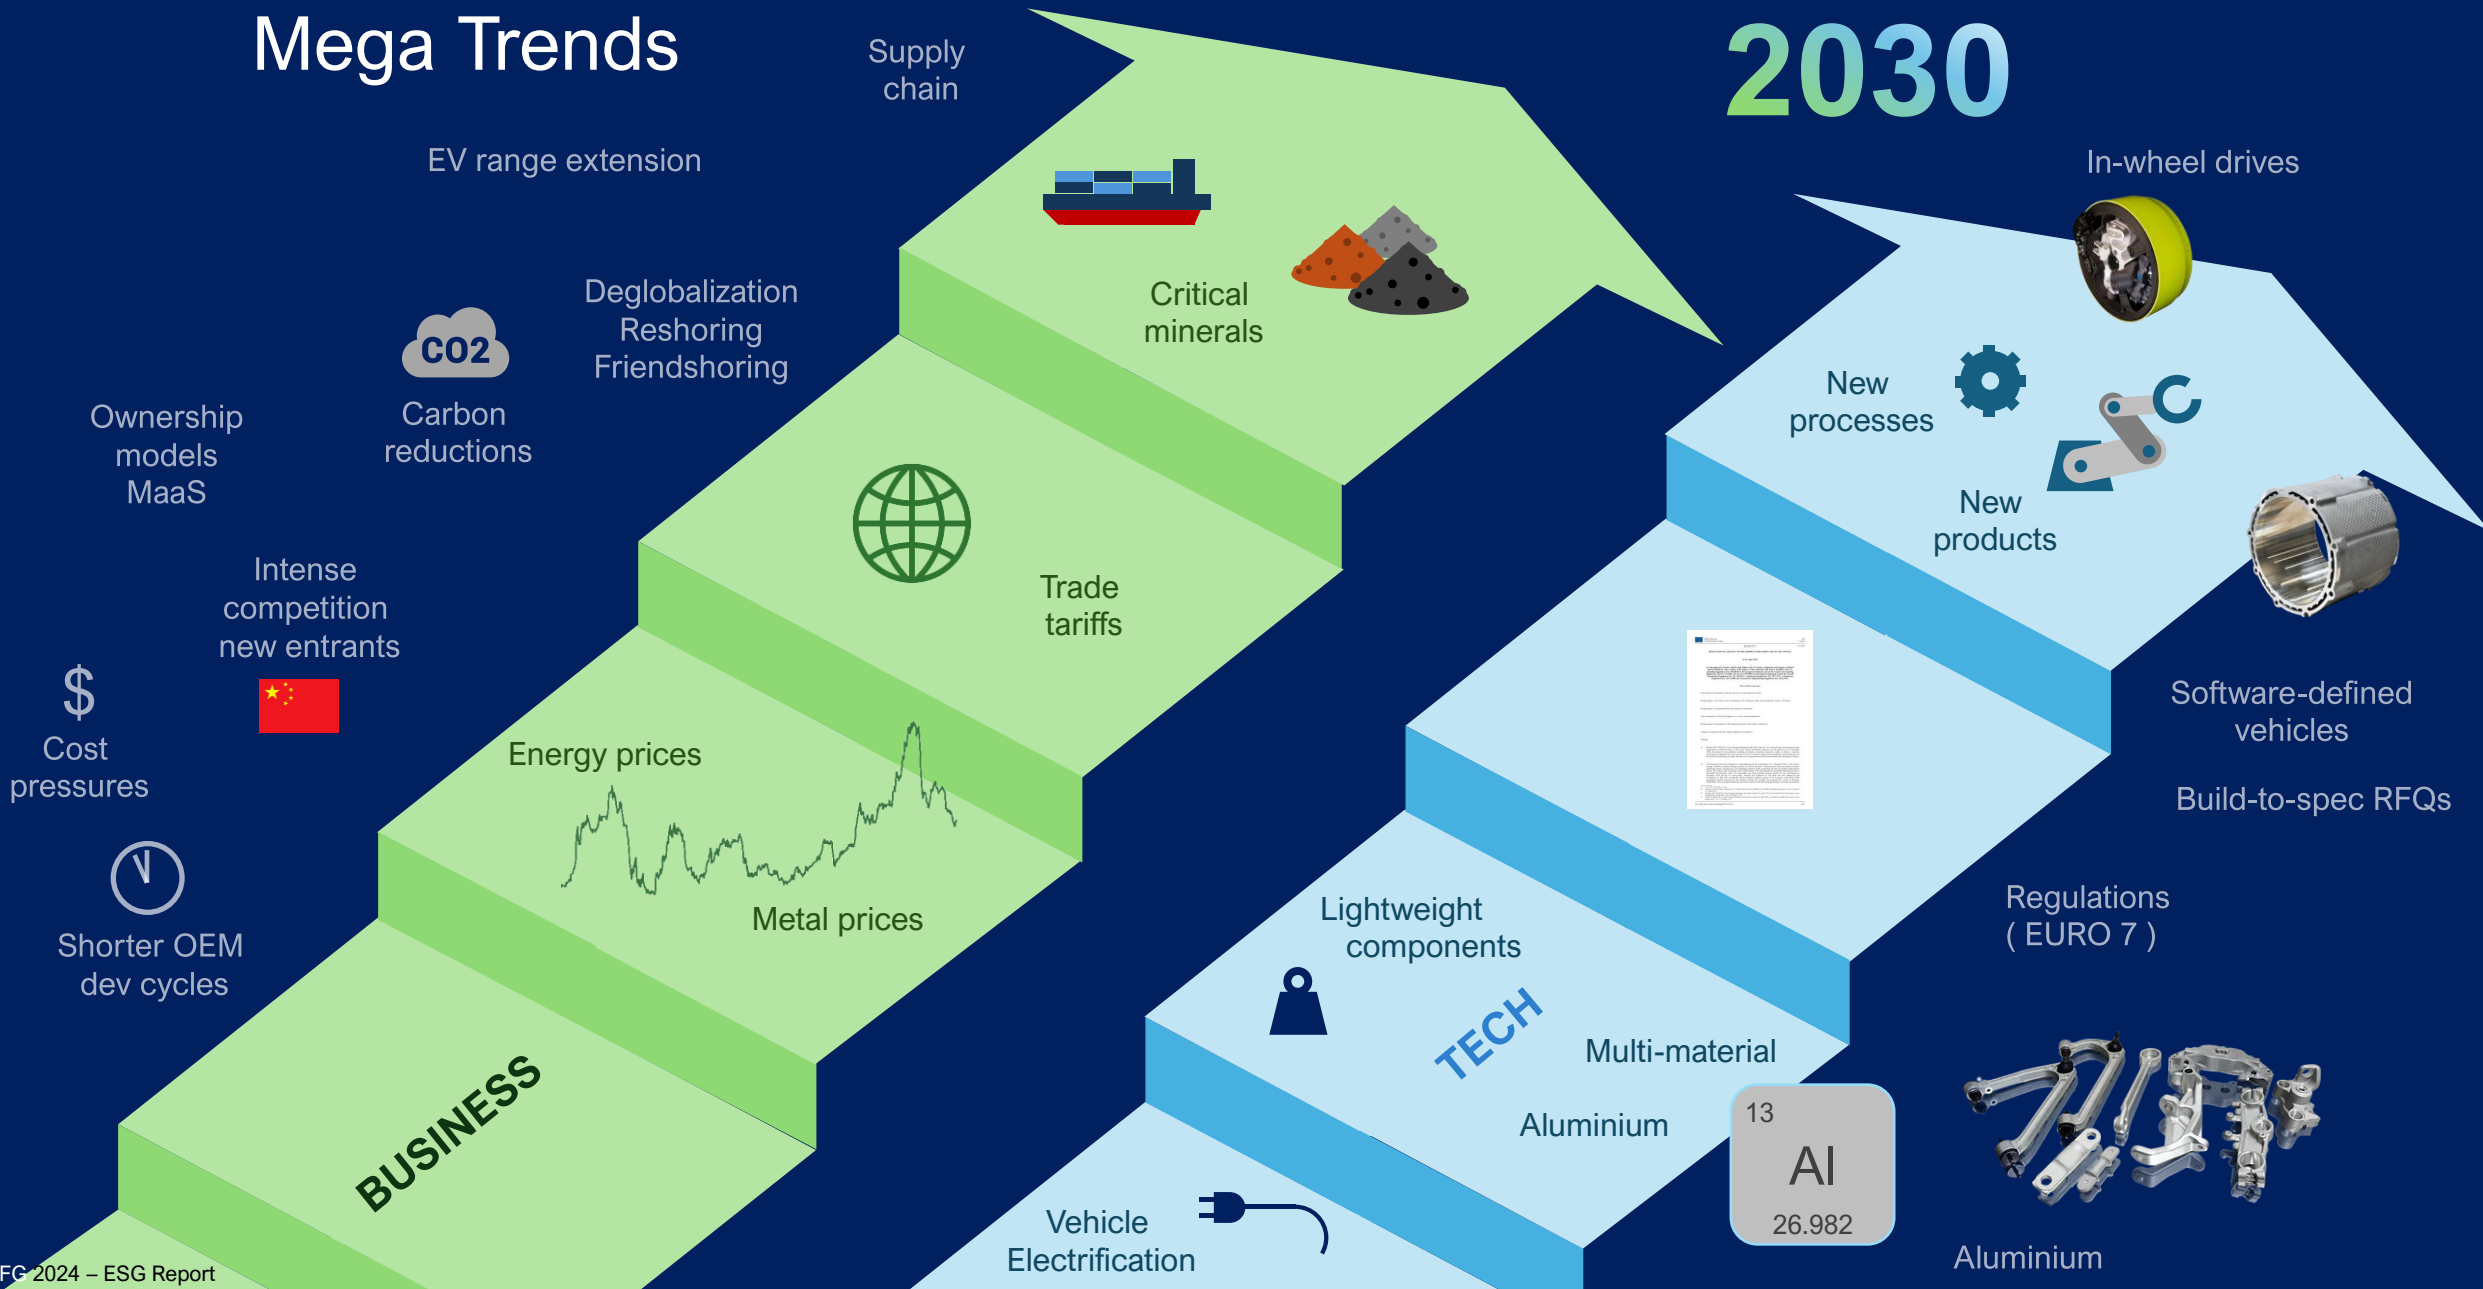 Mega Trends
2030
Supply
chain
EV range extension
In-wheel drives
Deglobalization
Reshoring
Friendshoring
CO2
Carbon
reductions
Ownership
models
MaaS
Critical
minerals
New
processes
New
products
Intense
competition
new entrants
Trade
tariffs
$
Cost
pressures
Energy prices
Metal prices
Software-defined
vehicles
Build-to-spec RFQs
Shorter OEM
dev cycles
Lightweight
components
Regulations
( EURO 7 )
TECH
Multi-material
Aluminium
13
Al
26.982
BUSINESS
Vehicle
Electrification
Aluminium
FG 2024 – ESG Report